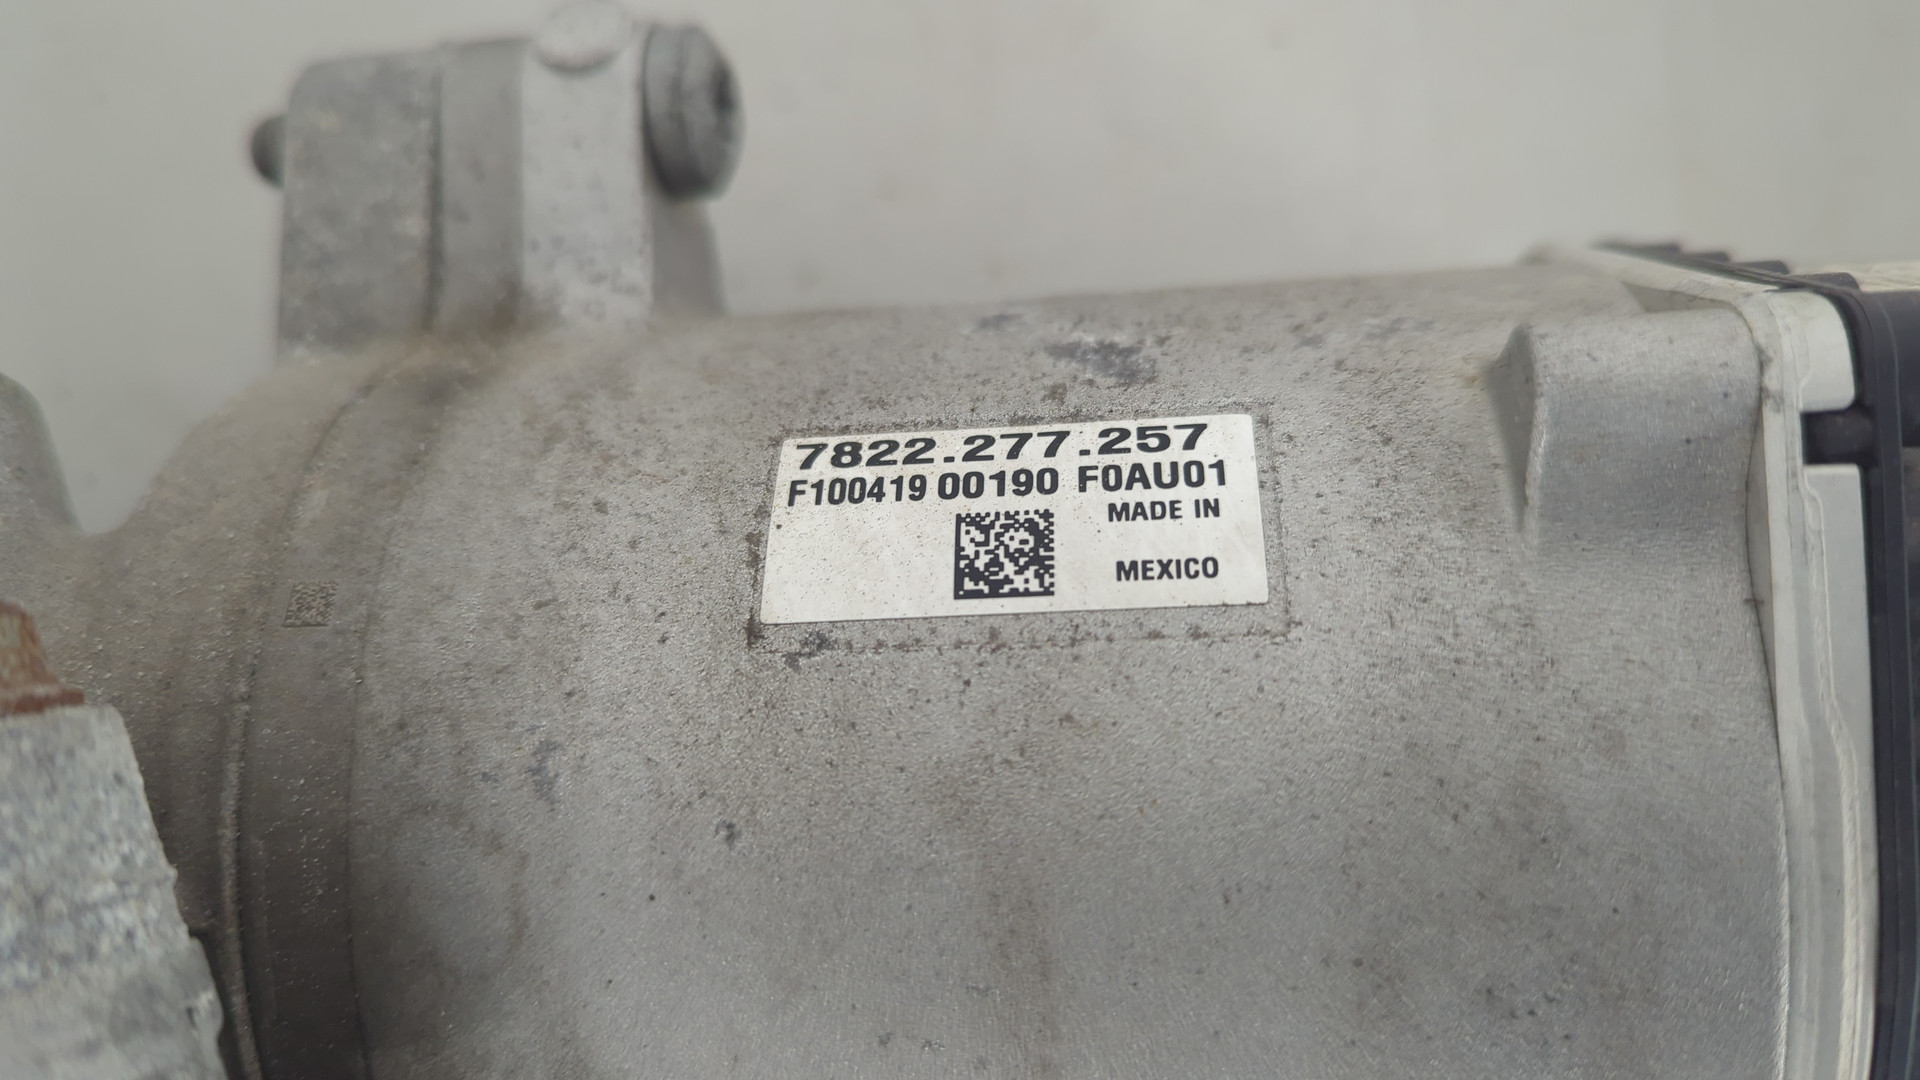 7822.277.257
F100419 00190 F0AU01
MADE IN
MEXICO